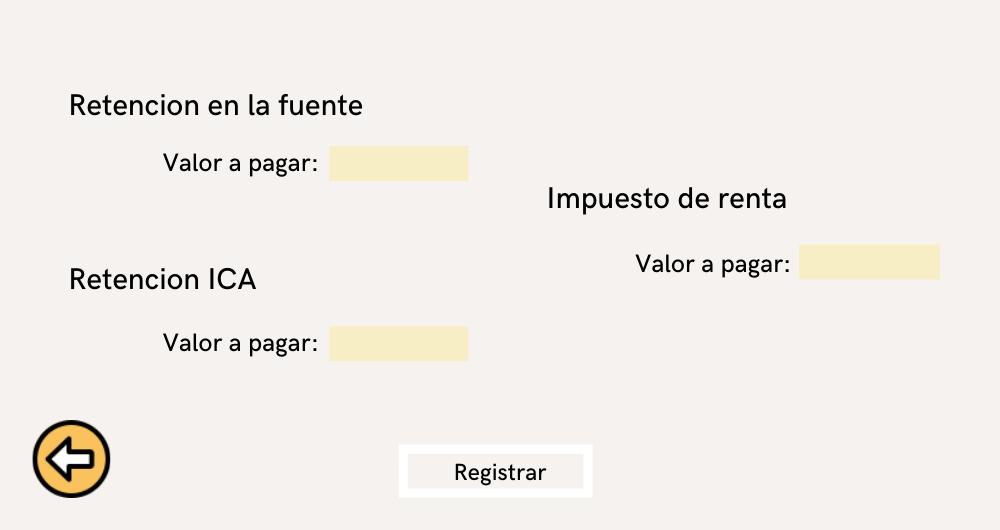 Retencion en la fuente
Valor a pagar:
Impuesto de renta
Valor a pagar:
Retencion ICA
Valor a pagar:
Registrar